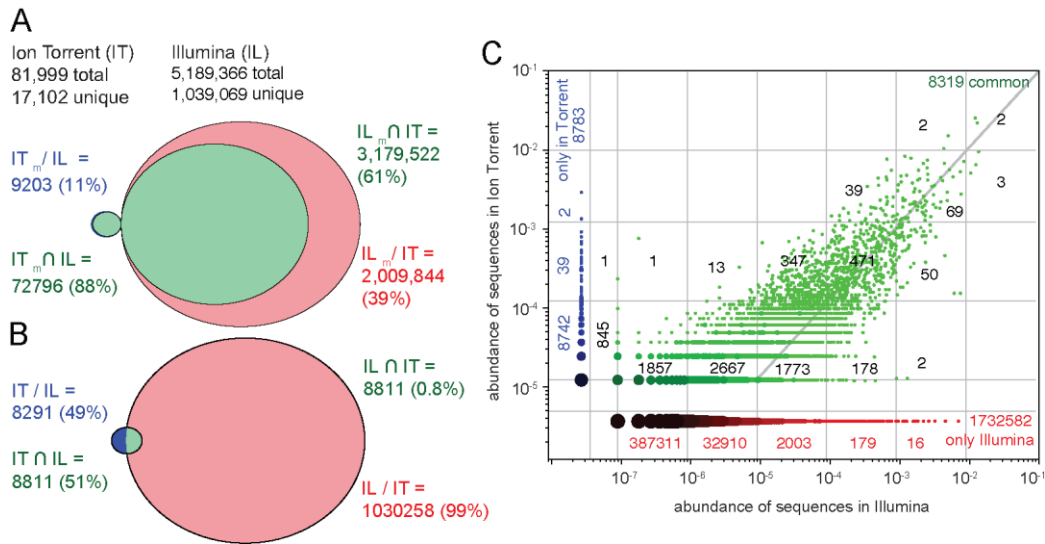 A
Ion Torrent (IT)
81,999 total
17,102 unique
Illumina (IL)
5,189,366 total
1,039,069 unique
IT m/ IL =
9203 (11%)
IL m∩ IT =
3,179,522
(61%)
IT m∩ IL =
72796 (88%)
IL m/ IT =
2,009,844
(39%)
B
IT / IL =
8291 (49%)
IL ∩ IT =
8811 (0.8%)
IT ∩ IL =
8811 (51%)
IL / IT =
1030258 (99%)
C
abundance of sequences in Ion Torrent
10-1
10-2
10-3
10-4
10-5
only in Torrent
8783
2
39
8742
8319 common
2
2
3
39
69
1
1
13
347
471
50
845
1857
2667
1773
178
2
1732582
only Illumina
387311
32910
2003
179
16
10-7
10-6
10-5
10-4
10-3
10-2
10-1
abundance of sequences in Illumina